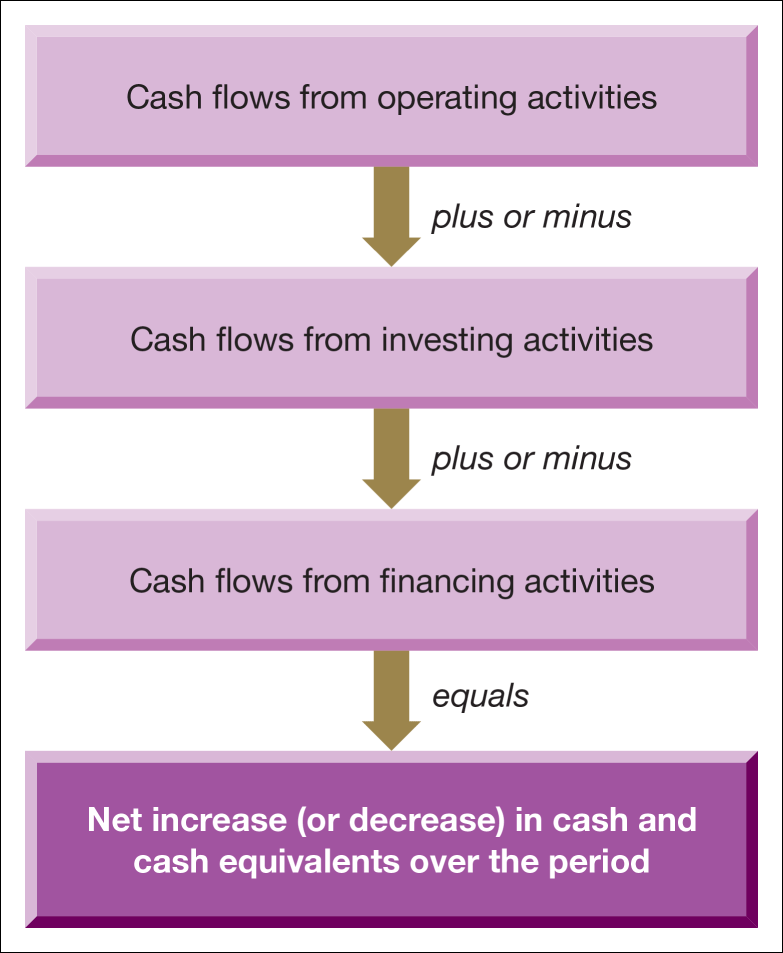 Cash flows from operating activities
plus or minus
Cash flows from investing activities
plus or minus
Cash flows from financing activities
equals
Net increase (or decrease) in cash and
cash equivalents over the period